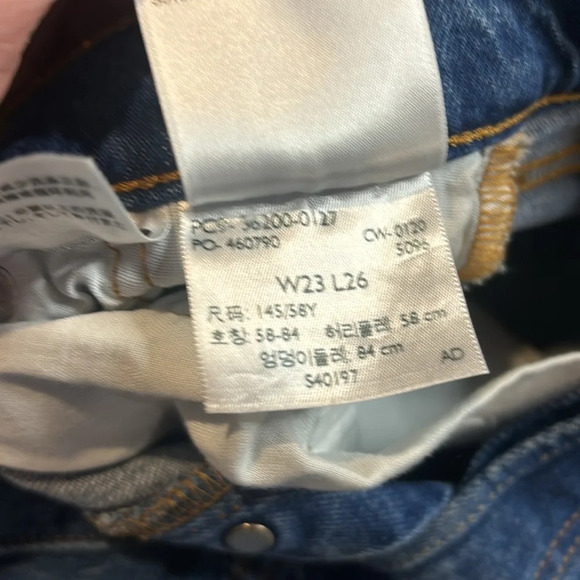 PC9- 36200-0127
PO- 460790
CW- 0120
5096
W23 L26
尺码: 145/58Y
호칭: 58-84 허리둘레: 58 cm
엉덩이둘레: 84 cm
AD
S40197